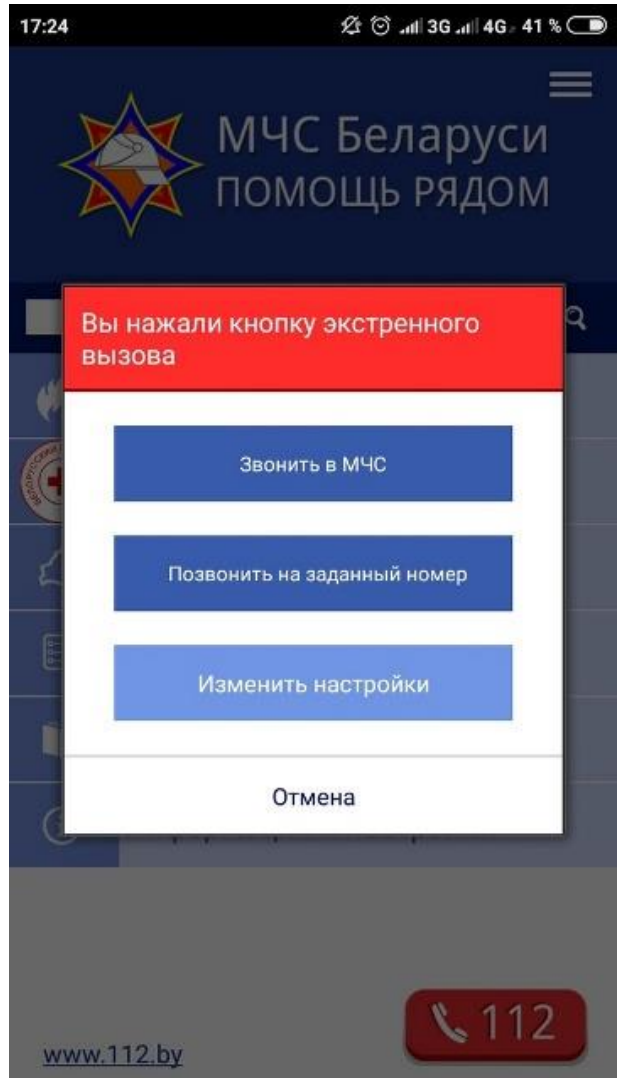 17:24
3G 4G 41 %
МЧС Беларуси
ПОМОЩЬ РЯДОМ
Вы нажали кнопку экстренного
вызова
Звонить в МЧС
Позвонить на заданный номер
Изменить настройки
Отмена
112
www.112.by